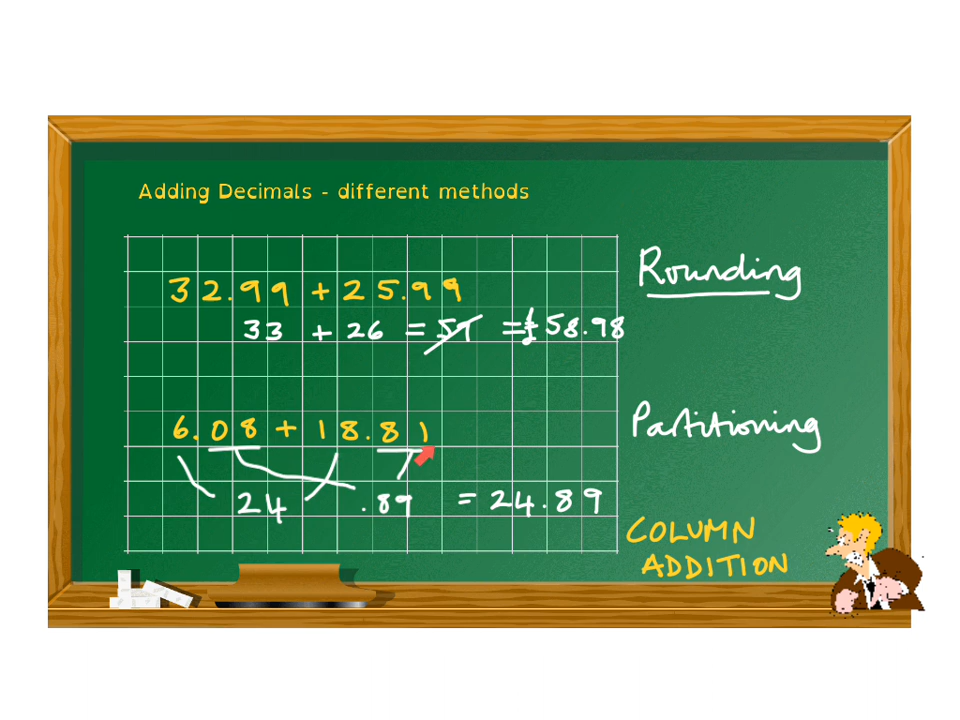 Adding Decimals - different methods
32.99 + 25.99
Rounding
33 + 26 = 59 = £58.98
6.08 + 18.81
Partitioning
24 .89 = 24.89
COLUMN
ADDITION